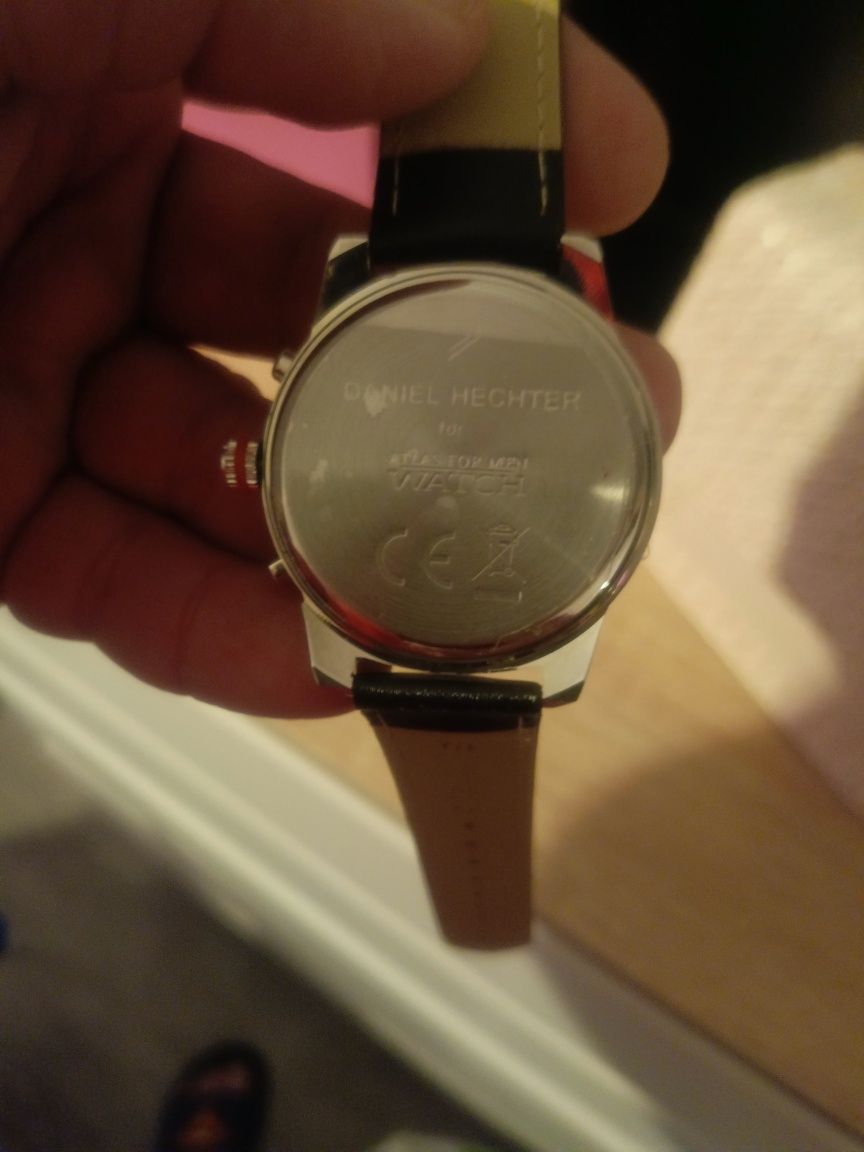 DANIEL HECHTER
for
ATLAS FOR MEN
WATCH
CE